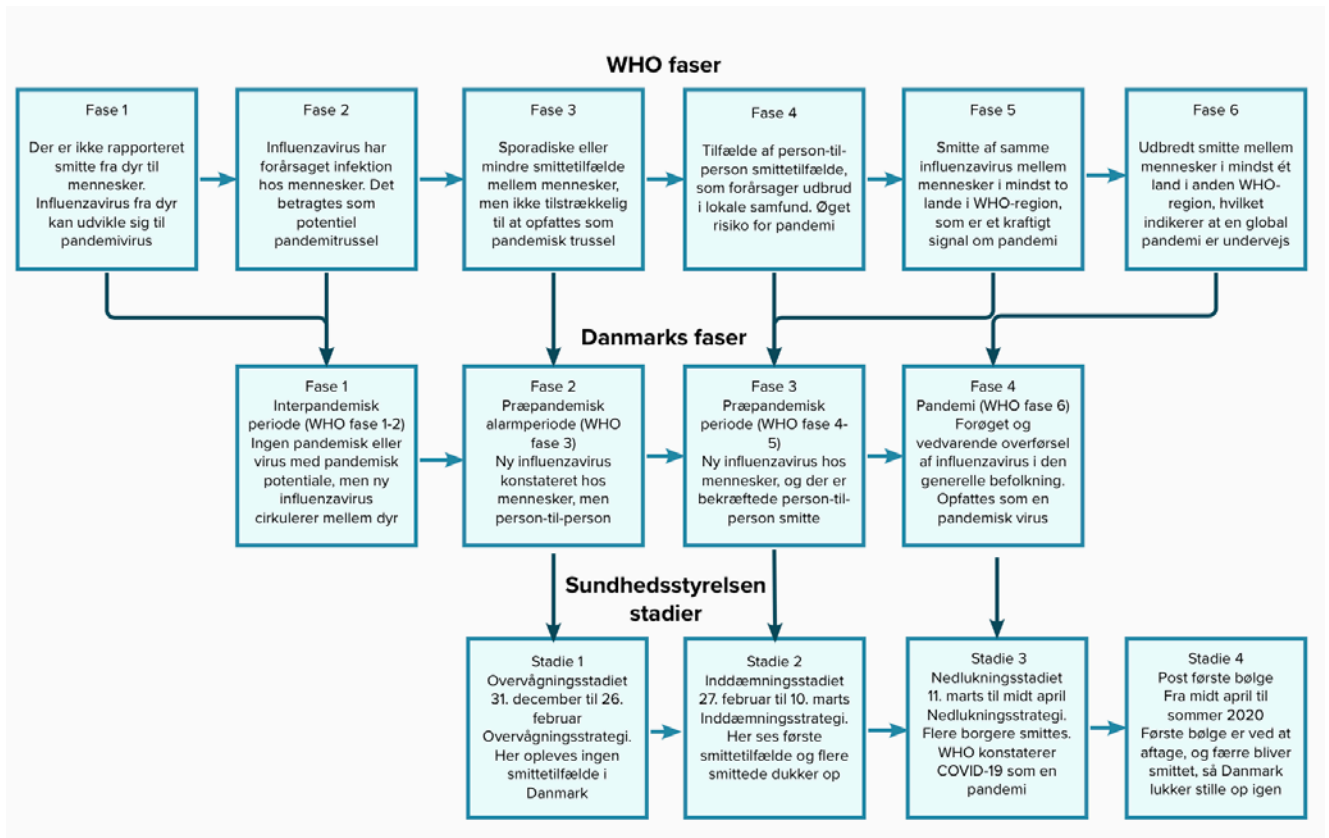 WHO faser
Fase 1
Der er ikke rapporteret
smitte fra dyr til
mennesker.
Influenzavirus fra dyr
kan udvikle sig til
pandemivirus
Fase 2
Influenzavirus har
forårsaget infektion
hos mennesker. Det
betragtes som
potentiel
pandemitrussel
Fase 3
Sporadiske eller
mindre smittetilfælde
mellem mennesker,
men ikke tilstrækkelig
til at opfattes som
pandemisk trussel
Fase 4
Tilfælde af person-til-
person smittetilfælde,
som forårsager udbrud
i lokale samfund. Øget
risiko for pandemi
Fase 5
Smitte af samme
influenzavirus mellem
mennesker i mindst to
lande i WHO-region,
som er et kraftigt
signal om pandemi
Fase 6
Udbredt smitte mellem
mennesker i mindst ét
land i anden WHO-
region, hvilket
indikerer at en global
pandemi er undervejs
Danmarks faser
Fase 1
Interpandemisk
periode (WHO fase 1-2)
Ingen pandemisk eller
virus med pandemisk
potentiale, men ny
influenzavirus
cirkulerer mellem dyr
Fase 2
Præpandemisk
alarmperiode (WHO
fase 3)
Ny influenzavirus
konstateret hos
mennesker, men
person-til-person
Fase 3
Præpandemisk
periode (WHO fase 4-
5)
Ny influenzavirus hos
mennesker, og der er
bekræftede person-til-
person smitte
Fase 4
Pandemi (WHO fase 6)
Forøget og
vedvarende overførsel
af influenzavirus i den
generelle befolkning.
Opfattes som en
pandemisk virus
Sundhedsstyrelsen
stadier
Stadie 1
Overvågningsstadiet
31. december til 26.
februar
Overvågningsstrategi.
Her opleves ingen
smittetilfælde i
Danmark
Stadie 2
Inddæmningsstadiet
27. februar til 10. marts
Inddæmningsstrategi.
Her ses første
smittetilfælde og flere
smittede dukker op
Stadie 3
Nedlukningsstadiet
11. marts til midt april
Nedlukningsstrategi.
Flere borgere smittes.
WHO konstaterer
COVID-19 som en
pandemi
Stadie 4
Post første bølge
Fra midt april til
sommer 2020
Første bølge er ved at
aftage, og færre bliver
smittet, så Danmark
lukker stille op igen